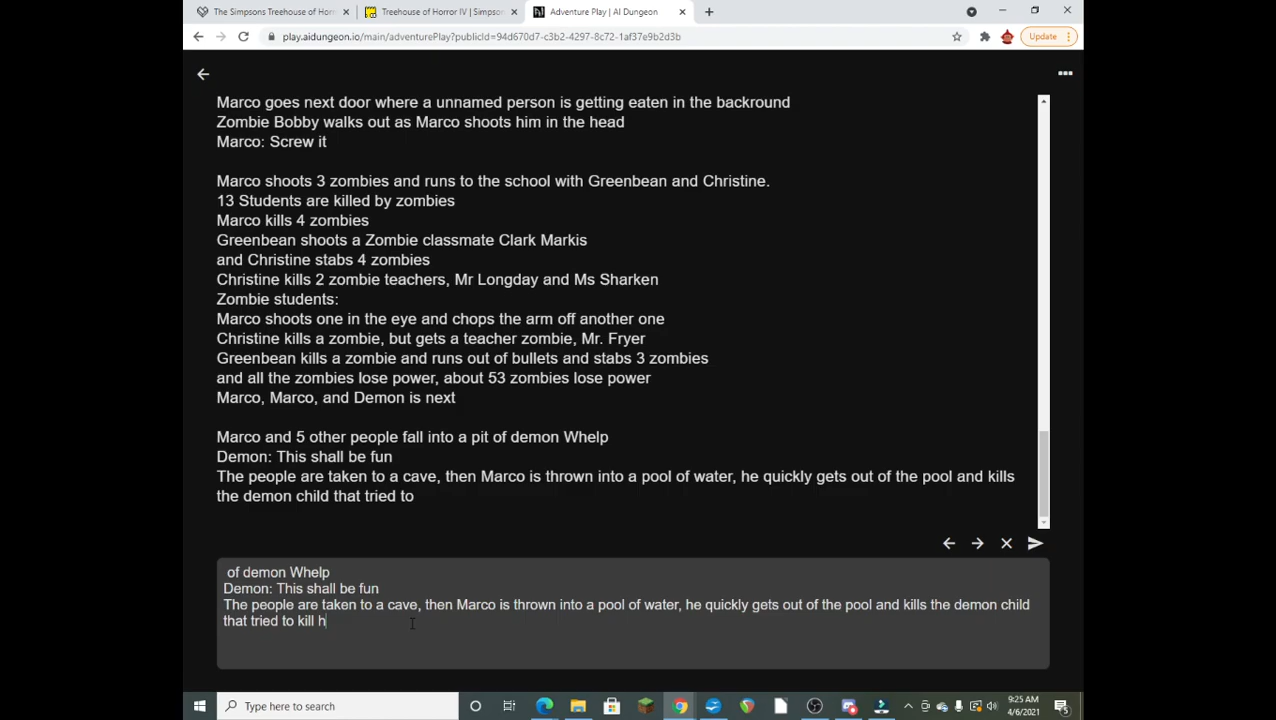 The Simpsons Treehouse of Horr
Treehouse of Horror IV | Simpson
Adventure Play | AI Dungeon
play.aidungeon.io/main/adventurePlay?publicId=94d670d7-c3b2-4297-8c72-1af37e9b2d3b
Update
Marco goes next door where a unnamed person is getting eaten in the backround
Zombie Bobby walks out as Marco shoots him in the head
Marco: Screw it
Marco shoots 3 zombies and runs to the school with Greenbean and Christine.
13 Students are killed by zombies
Marco kills 4 zombies
Greenbean shoots a Zombie classmate Clark Markis
and Christine stabs 4 zombies
Christine kills 2 zombie teachers, Mr Longday and Ms Sharken
Zombie students:
Marco shoots one in the eye and chops the arm off another one
Christine kills a zombie, but gets a teacher zombie, Mr. Fryer
Greenbean kills a zombie and runs out of bullets and stabs 3 zombies
and all the zombies lose power, about 53 zombies lose power
Marco, Marco, and Demon is next
Marco and 5 other people fall into a pit of demon Whelp
Demon: This shall be fun
The people are taken to a cave, then Marco is thrown into a pool of water, he quickly gets out of the pool and kills
the demon child that tried to
of demon Whelp
Demon: This shall be fun
The people are taken to a cave, then Marco is thrown into a pool of water, he quickly gets out of the pool and kills the demon child
that tried to kill h
Type here to search
9:25 AM
4/6/2021
5